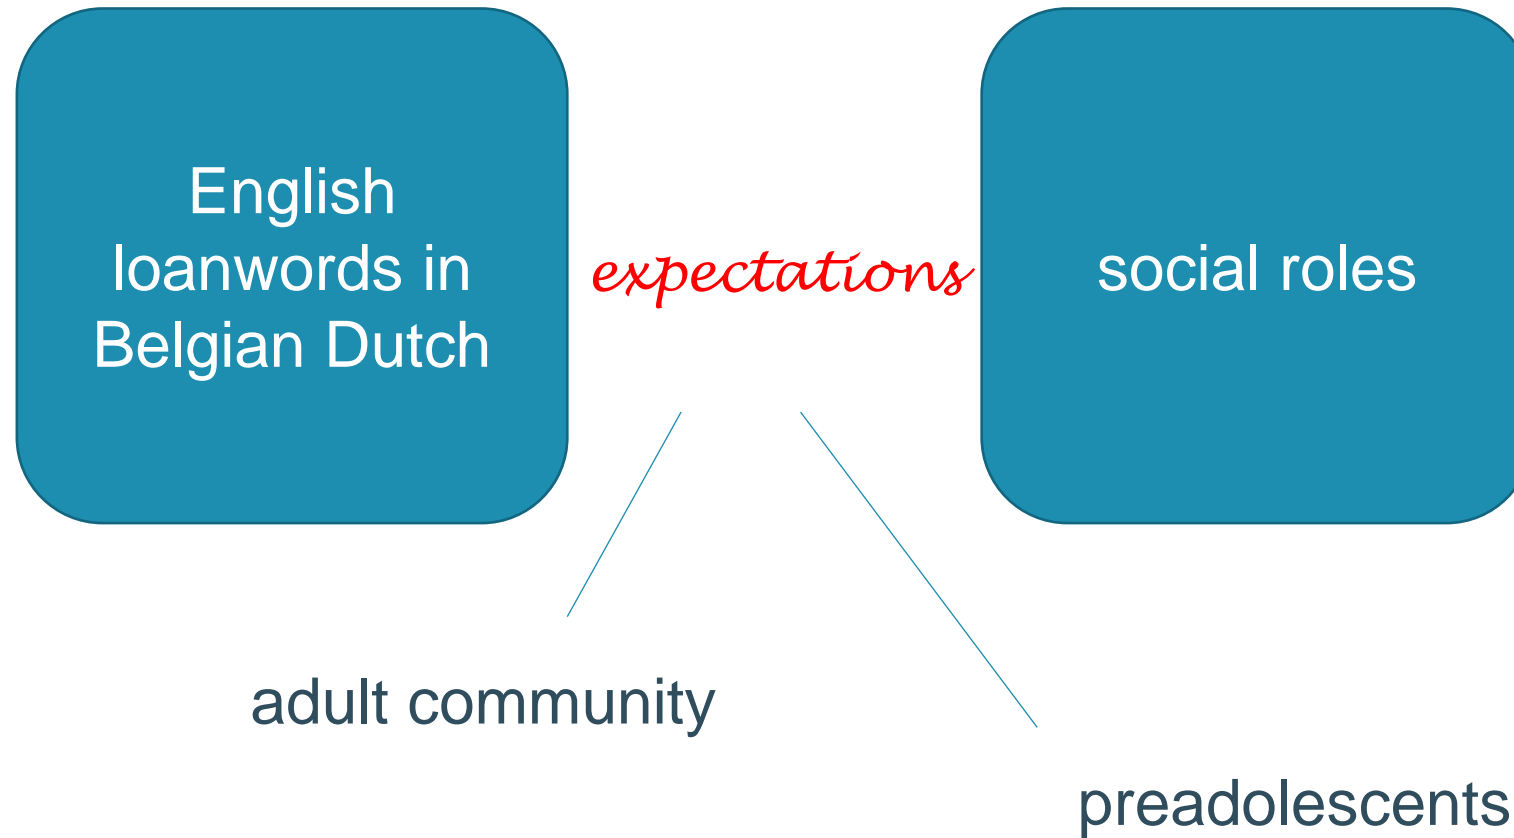 English
loanwords in
Belgian Dutch
expectations
social roles
adult community
preadolescents